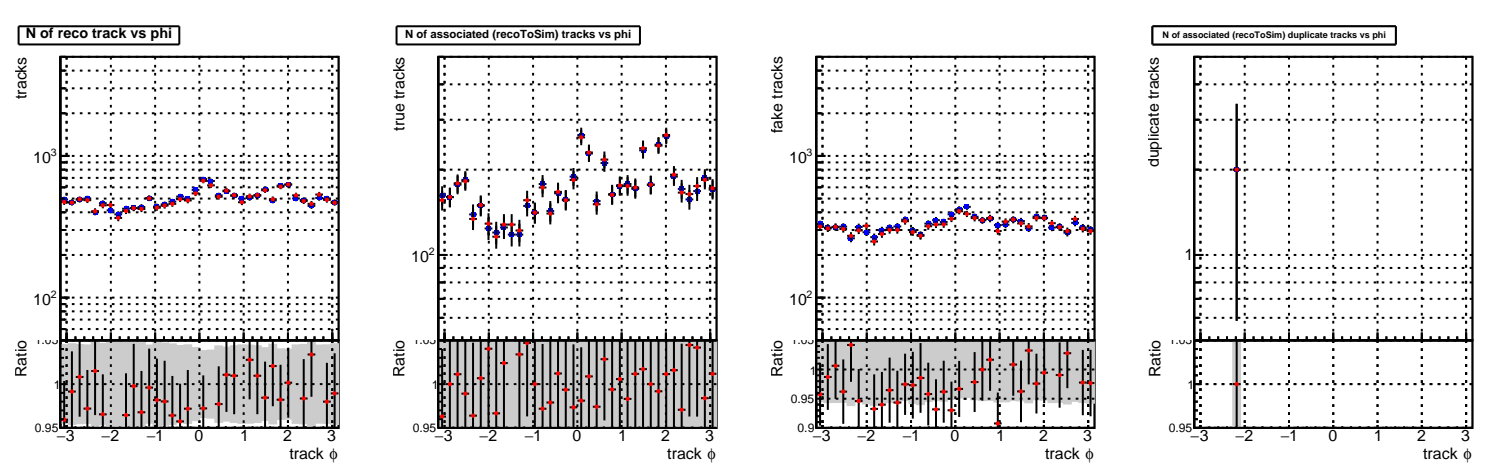 N of reco track vs phi
tracks
10³
10²
Ratio
1
0.95
−3 −2 −1 0 1 2 3
track ϕ
N of associated (recoToSim) tracks vs phi
true tracks
10²
Ratio
1
0.95
−3 −2 −1 0 1 2 3
track ϕ
fake tracks
10³
10²
Ratio
1
0.95
0.9
−3 −2 −1 0 1 2 3
track ϕ
N of associated (recoToSim) duplicate tracks vs phi
duplicate tracks
1
Ratio
1
0.95
−3 −2 −1 0 1 2 3
track ϕ